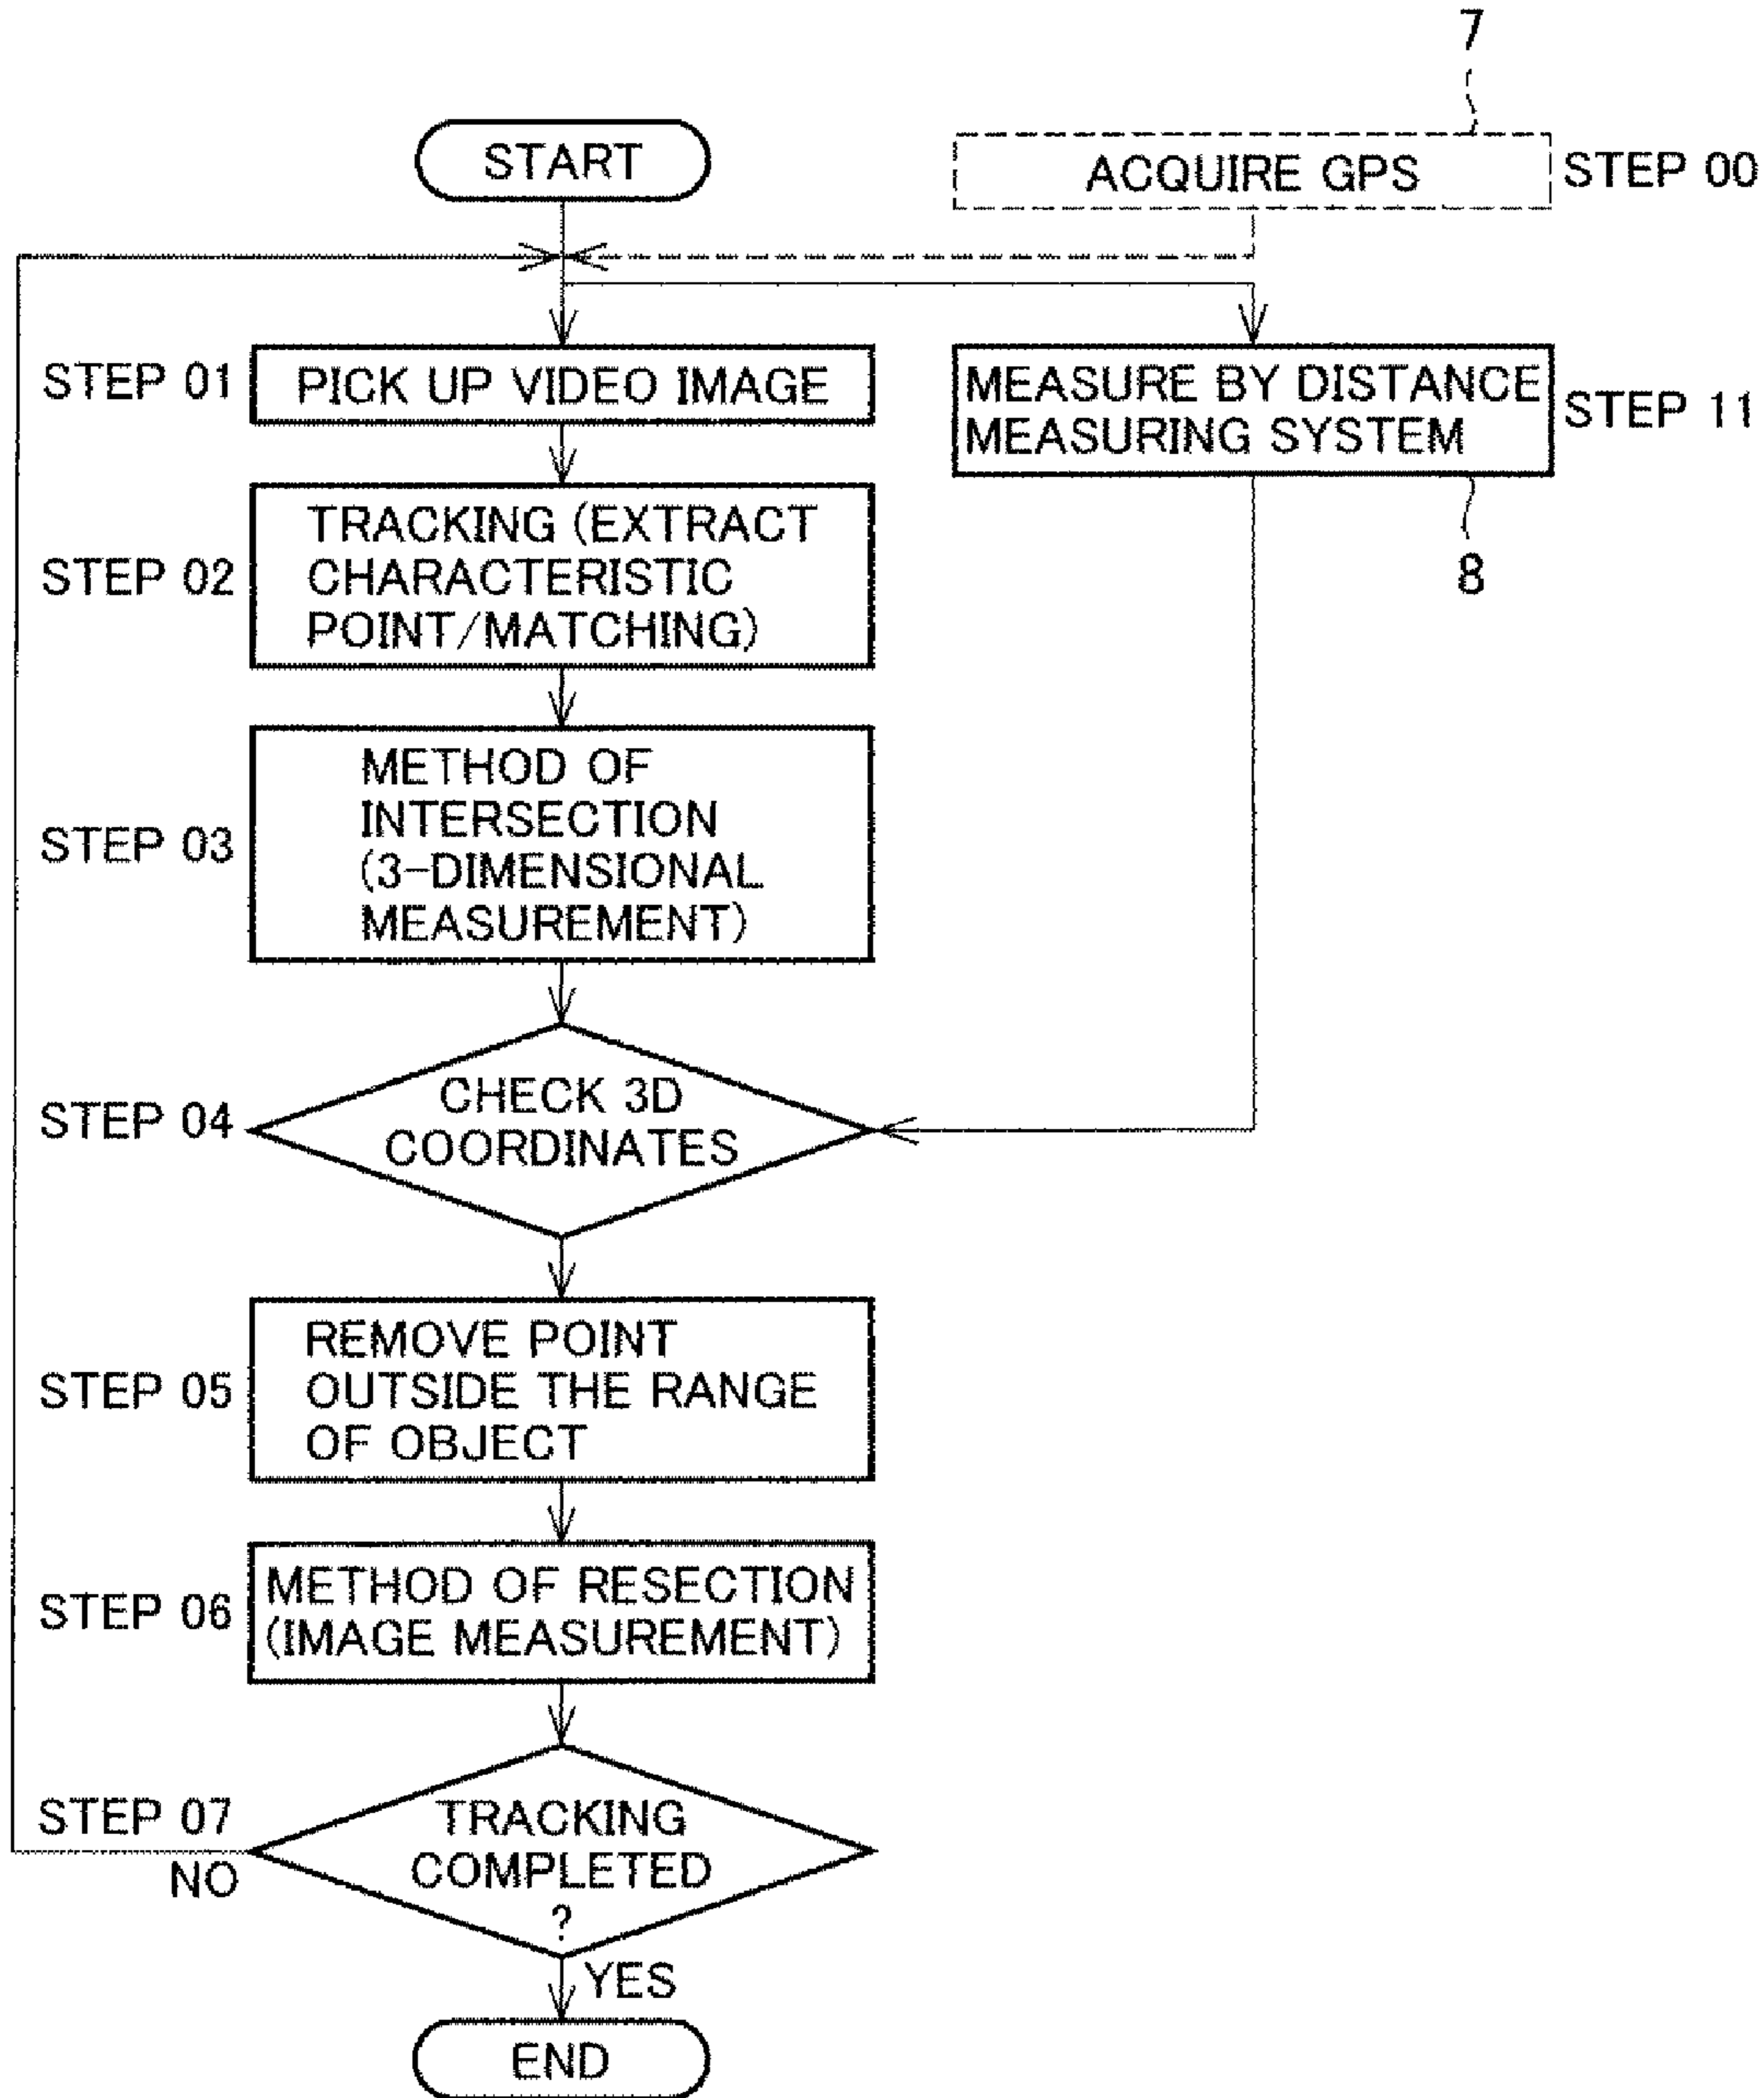 7
START
ACQUIRE GPS
STEP 00
STEP 01
PICK UP VIDEO IMAGE
MEASURE BY DISTANCE
MEASURING SYSTEM
STEP 11
8
STEP 02
TRACKING (EXTRACT
CHARACTERISTIC
POINT/MATCHING)
STEP 03
METHOD OF
INTERSECTION
(3-DIMENSIONAL
MEASUREMENT)
STEP 04
CHECK 3D
COORDINATES
STEP 05
REMOVE POINT
OUTSIDE THE RANGE
OF OBJECT
STEP 06
METHOD OF RESECTION
(IMAGE MEASUREMENT)
STEP 07
NO
TRACKING
COMPLETED
?
YES
END